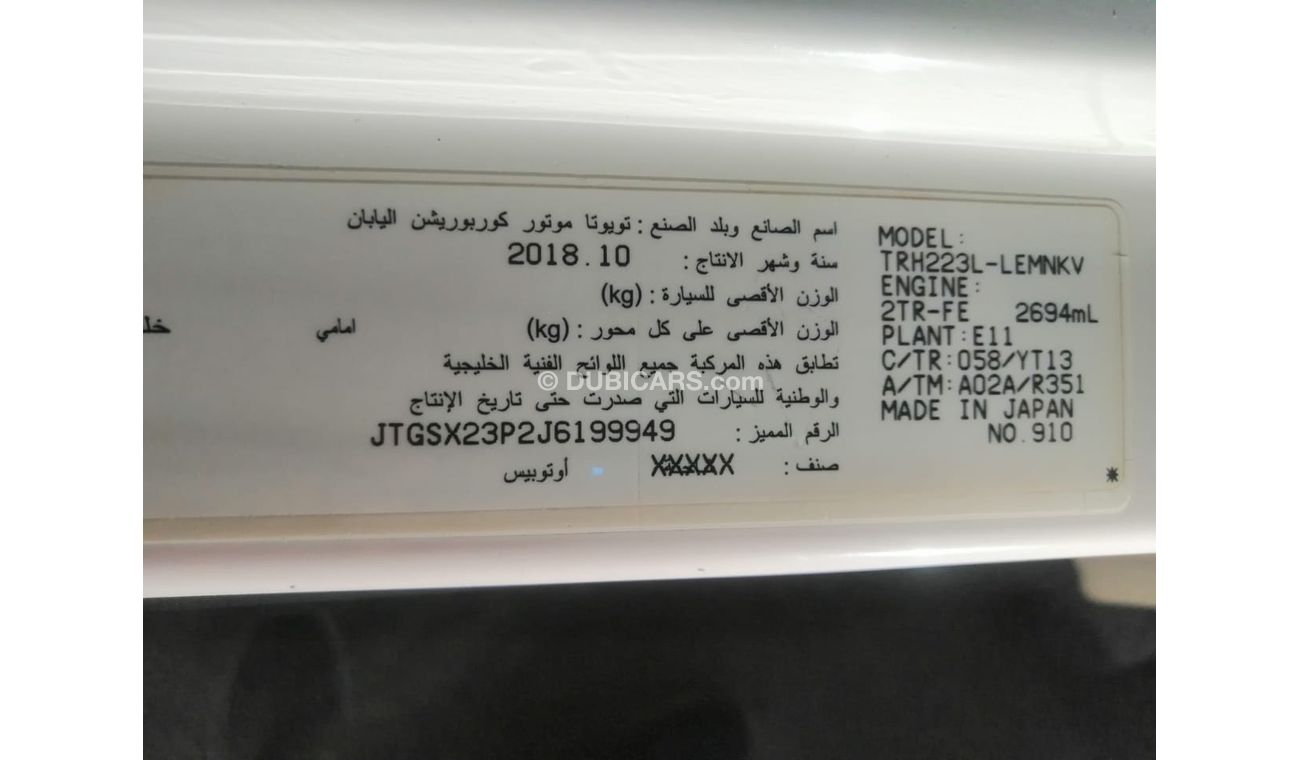 اسم الصانع وبلد الصنع : تويوتا موتور كوربوريشن اليابان
سنة وشهر الانتاج : 2018.10
الوزن الأقصى للسيارة : (kg)
الوزن الأقصى على كل محور : (kg) امامي
تطابق هذه المركبة جميع اللوائح الفنية الخليجية
والوطنية للسيارات التي صدرت حتى تاريخ الإنتاج
الرقم المميز : JTGSX23P2J6199949
صنف : XXXXX أوتوبيس
MODEL:
TRH223L-LEMNKV
ENGINE:
2TR-FE 2694mL
PLANT:E11
C/TR:058/YT13
A/TM:A02A/R351
MADE IN JAPAN
NO.910
*
© DUBICARS.com